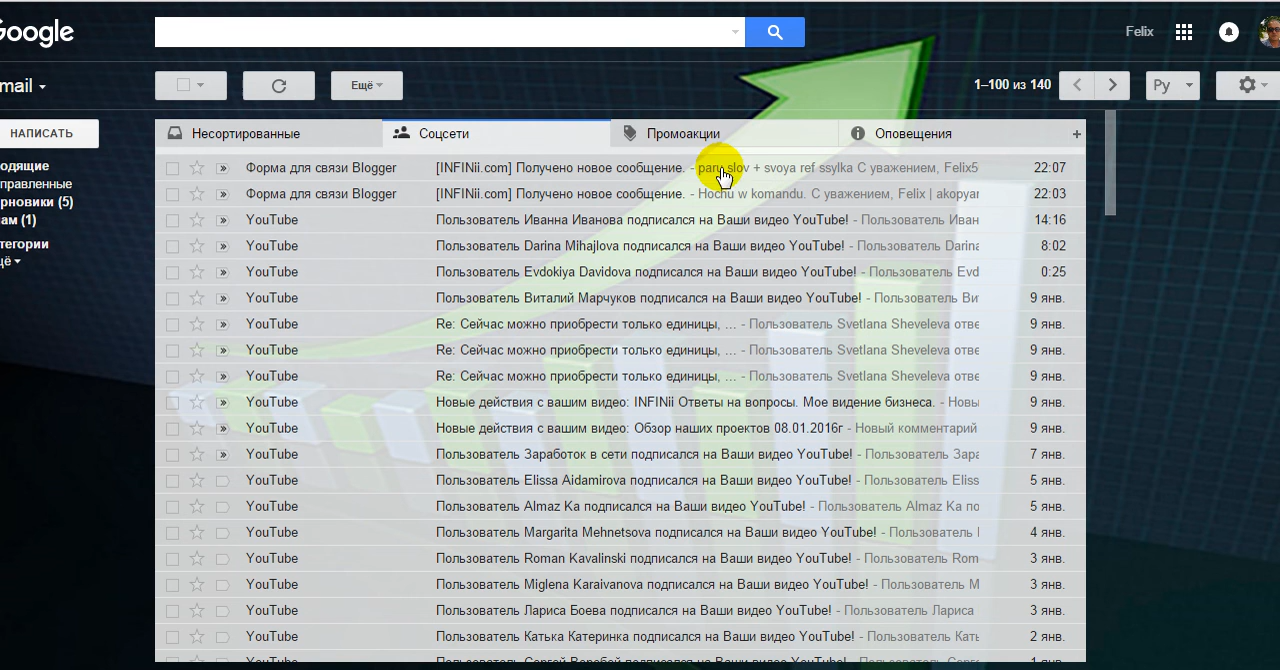 Google
Felix
mail
Ещё
1–100 из 140
Ру
НАПИСАТЬ
одящие
правленные
рновики (5)
ам (1)
тегории
щё
Несортированные
Соцсети
Промоакции
Оповещения
+
Форма для связи Blogger [INFINii.com] Получено новое сообщение. - paru slov + svoya ref ssylka С уважением, Felix5 22:07
Форма для связи Blogger [INFINii.com] Получено новое сообщение. - Hochu w komandu. С уважением, Felix | akopyar 22:03
YouTube Пользователь Иванна Иванова подписался на Ваши видео YouTube! - Пользователь Иван 14:16
YouTube Пользователь Darina Mihajlova подписался на Ваши видео YouTube! - Пользователь Darina 8:02
YouTube Пользователь Evdokiya Davidova подписался на Ваши видео YouTube! - Пользователь Evd 0:25
YouTube Пользователь Виталий Марчуков подписался на Ваши видео YouTube! - Пользователь Ви 9 янв.
YouTube Re: Сейчас можно приобрести только единицы, ... - Пользователь Svetlana Sheveleva отве 9 янв.
YouTube Re: Сейчас можно приобрести только единицы, ... - Пользователь Svetlana Sheveleva отве 9 янв.
YouTube Re: Сейчас можно приобрести только единицы, ... - Пользователь Svetlana Sheveleva отве 9 янв.
YouTube Новые действия с вашим видео: INFINii Ответы на вопросы. Мое видение бизнеса. - Новы 9 янв.
YouTube Новые действия с вашим видео: Обзор наших проектов 08.01.2016г - Новый комментарий 9 янв.
YouTube Пользователь Заработок в сети подписался на Ваши видео YouTube! - Пользователь Зара 7 янв.
YouTube Пользователь Elissa Aidamirova подписался на Ваши видео YouTube! - Пользователь Eliss 5 янв.
YouTube Пользователь Almaz Ka подписался на Ваши видео YouTube! - Пользователь Almaz Ka по 5 янв.
YouTube Пользователь Margarita Mehnetsova подписался на Ваши видео YouTube! - Пользователь 4 янв.
YouTube Пользователь Roman Kavalinski подписался на Ваши видео YouTube! - Пользователь Rom 3 янв.
YouTube Пользователь Miglena Karaivanova подписался на Ваши видео YouTube! - Пользователь M 3 янв.
YouTube Пользователь Лариса Боева подписался на Ваши видео YouTube! - Пользователь Лариса 3 янв.
YouTube Пользователь Катька Катеринка подписался на Ваши видео YouTube! - Пользователь Кать 2 янв.